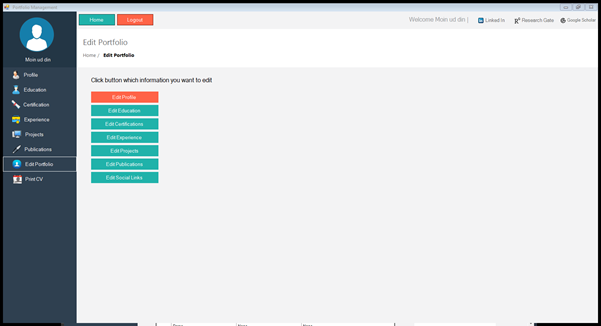 Portfolio Management
Home
Logout
Welcome Moin ud din |
Linked In
Research Gate
Google Scholar
Moin ud din
Profile
Education
Certification
Experience
Projects
Publications
Edit Portfolio
Print CV
Edit Portfolio
Home / Edit Portfolio
Click button which information you want to edit
Edit Profile
Edit Education
Edit Certifications
Edit Experience
Edit Projects
Edit Publications
Edit Social Links